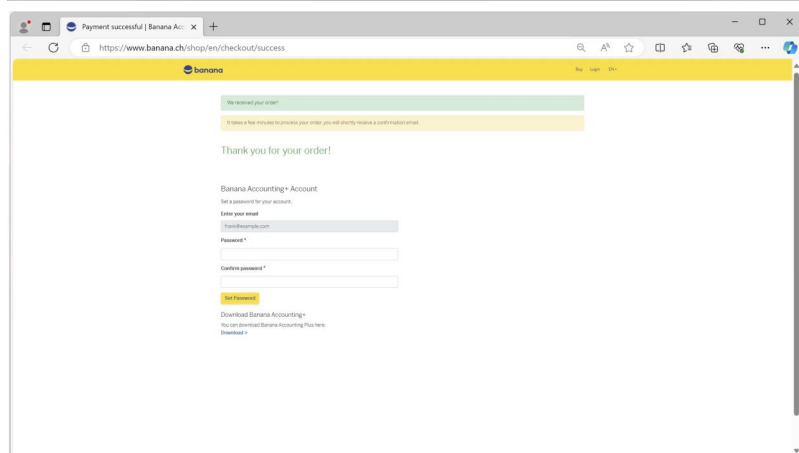 Payment successful | Banana Acc
https://www.banana.ch/shop/en/checkout/success
banana
Buy Login EN
We received your order!
It takes a few minutes to process your order: you will shortly receive a confirmation email.
Thank you for your order!
Banana Accounting+ Account
Set a password for your account.
Enter your email
frank@example.com
Password *
Confirm password *
Set Password
Download Banana Accounting+
You can download Banana Accounting Plus here:
Download >